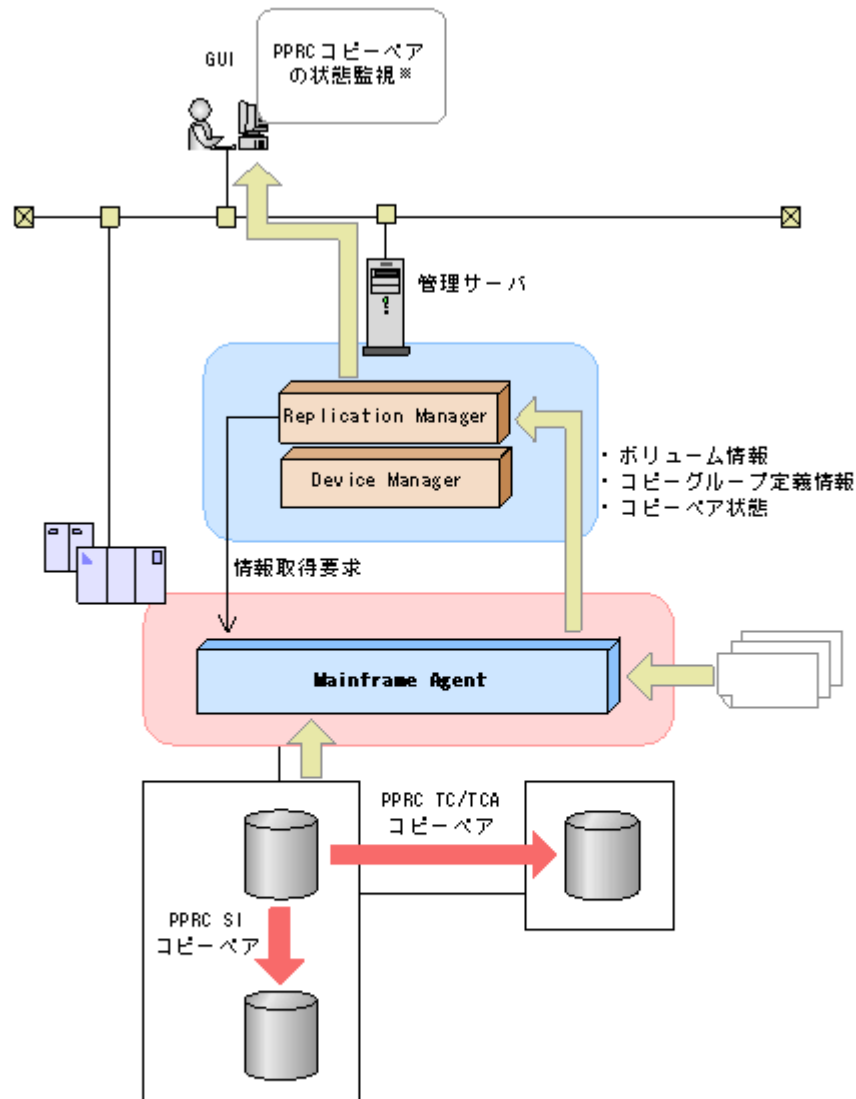 GUI
PPRCコピーペア
の状態監視※
管理サーバ
Replication Manager
Device Manager
・ボリューム情報
・コピーグループ定義情報
・コピーペア状態
情報取得要求
Mainframe Agent
PPRC TC/TCA
コピーペア
PPRC SI
コピーペア